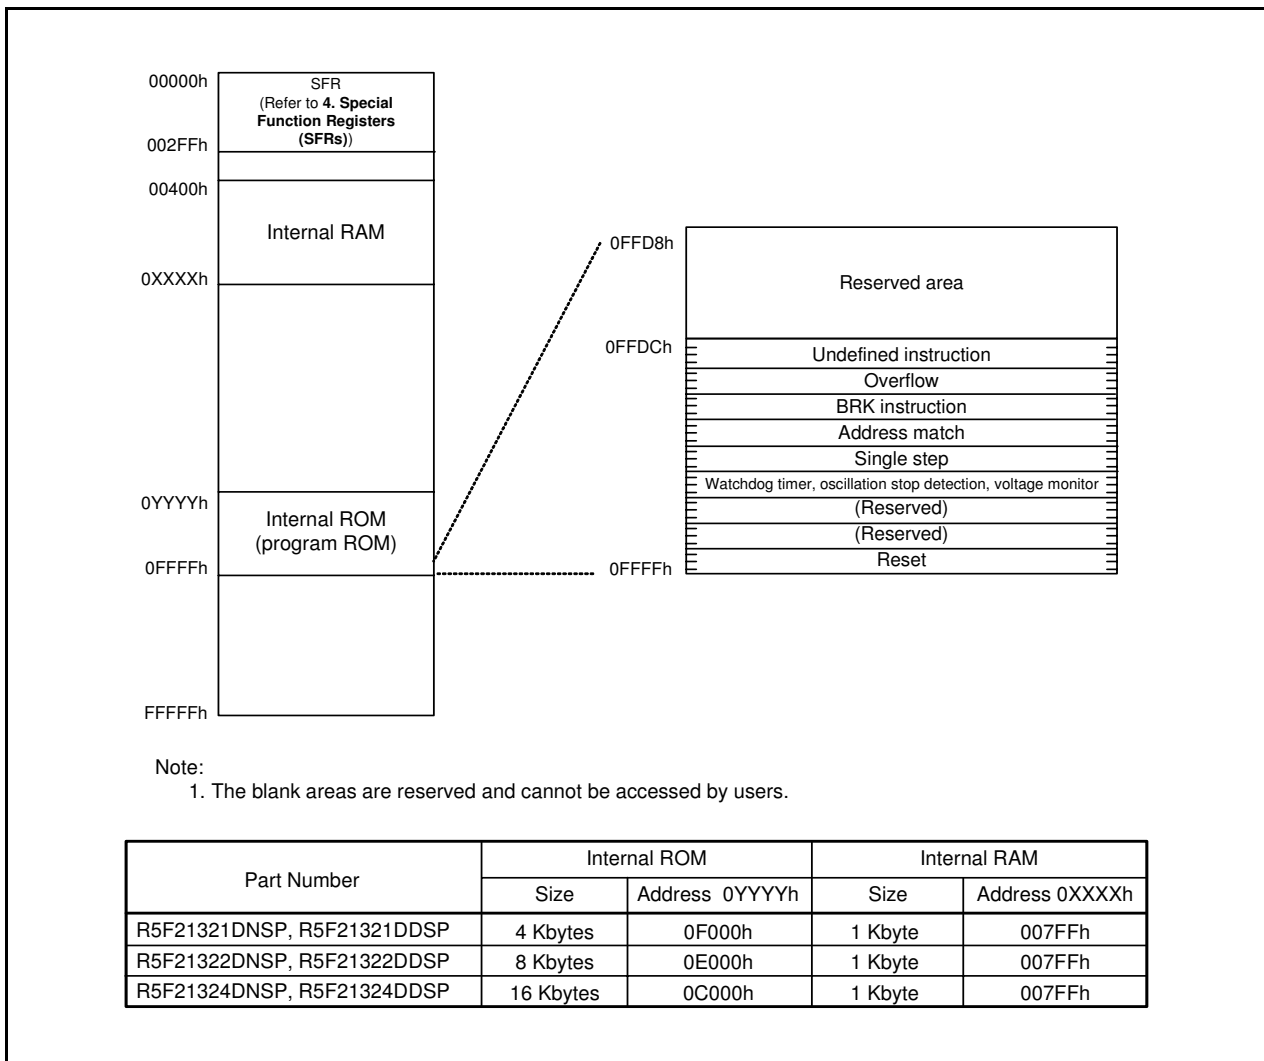 00000h
SFR
(Refer to 4. Special
Function Registers
(SFRs))
002FFh
00400h
Internal RAM
0XXXXh
0YYYYh
Internal ROM
(program ROM)
0FFFFh
FFFFFh
0FFD8h
Reserved area
0FFDCh
Undefined instruction
Overflow
BRK instruction
Address match
Single step
Watchdog timer, oscillation stop detection, voltage monitor
(Reserved)
(Reserved)
Reset
0FFFFh
Note:
1. The blank areas are reserved and cannot be accessed by users.
Part Number
Internal ROM
Internal RAM
Size
Address 0YYYYh
Size
Address 0XXXXh
R5F21321DNSP, R5F21321DDSP 4 Kbytes 0F000h 1 Kbyte 007FFh
R5F21322DNSP, R5F21322DDSP 8 Kbytes 0E000h 1 Kbyte 007FFh
R5F21324DNSP, R5F21324DDSP 16 Kbytes 0C000h 1 Kbyte 007FFh